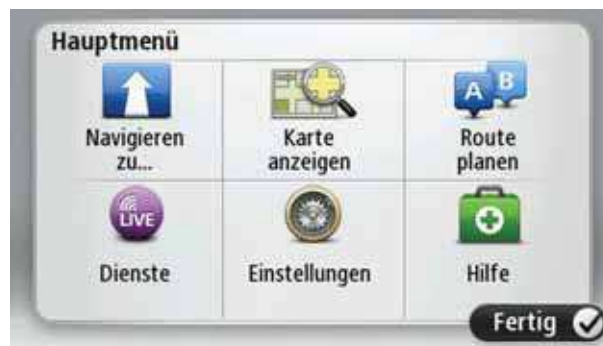 Hauptmenü
Navigieren
zu...
Karte
anzeigen
A B
Route
planen
LIVE
Dienste
Einstellungen
Hilfe
Fertig